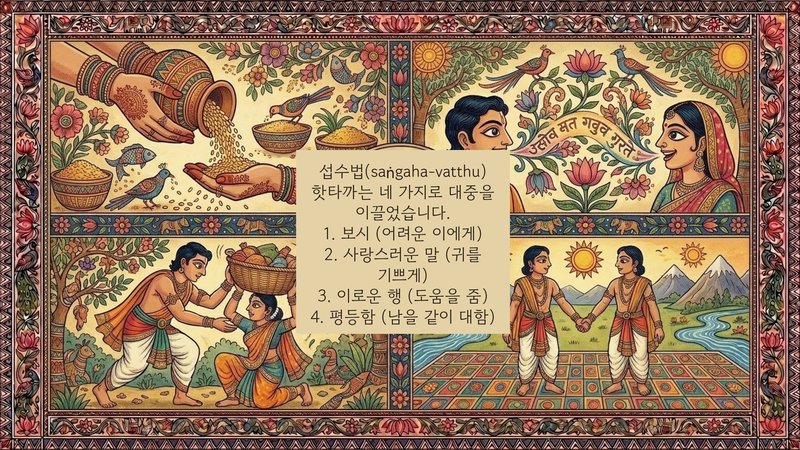 섭수법(saṅgaha-vatthu)
핫타까는 네 가지로 대중을
이끌었습니다.
1. 보시 (어려운 이에게)
2. 사랑스러운 말 (귀를
기쁘게)
3. 이로운 행 (도움을 줌)
4. 평등함 (남을 같이 대함)